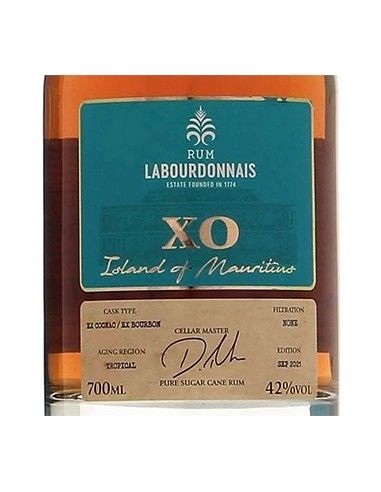 RUM
LABOURDONNAIS
ESTATE FOUNDED IN 1774
XO
Island of Mauritius
CASK TYPE
EX COGNAC / EX BOURBON
FILTRATION
NONE
CELLAR MASTER
AGING REGION
TROPICAL
EDITION
SEP 2021
700ML
PURE SUGAR CANE RUM
42%VOL